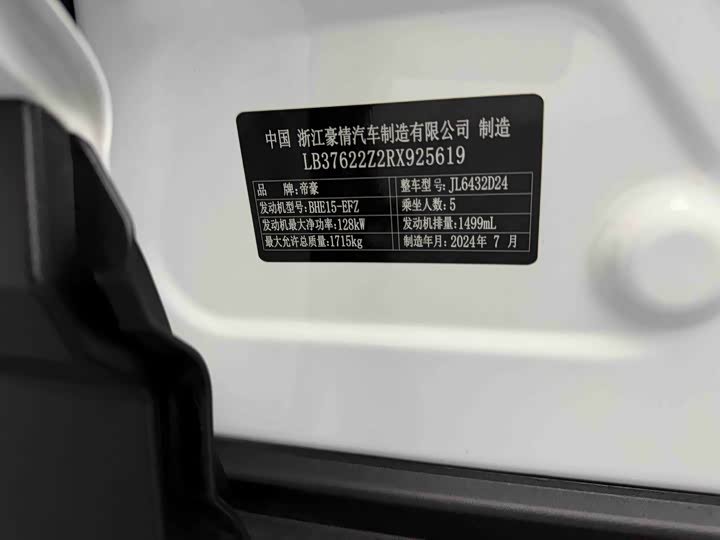 中国 浙江豪情汽车制造有限公司 制造
LB37622Z2RX925619
品 牌:帝豪 整车型号:JL6432D24
发动机型号:BHE15-EFZ 乘坐人数:5
发动机最大净功率:128kW 发动机排量:1499mL
最大允许总质量:1715kg 制造年月:2024年 7 月